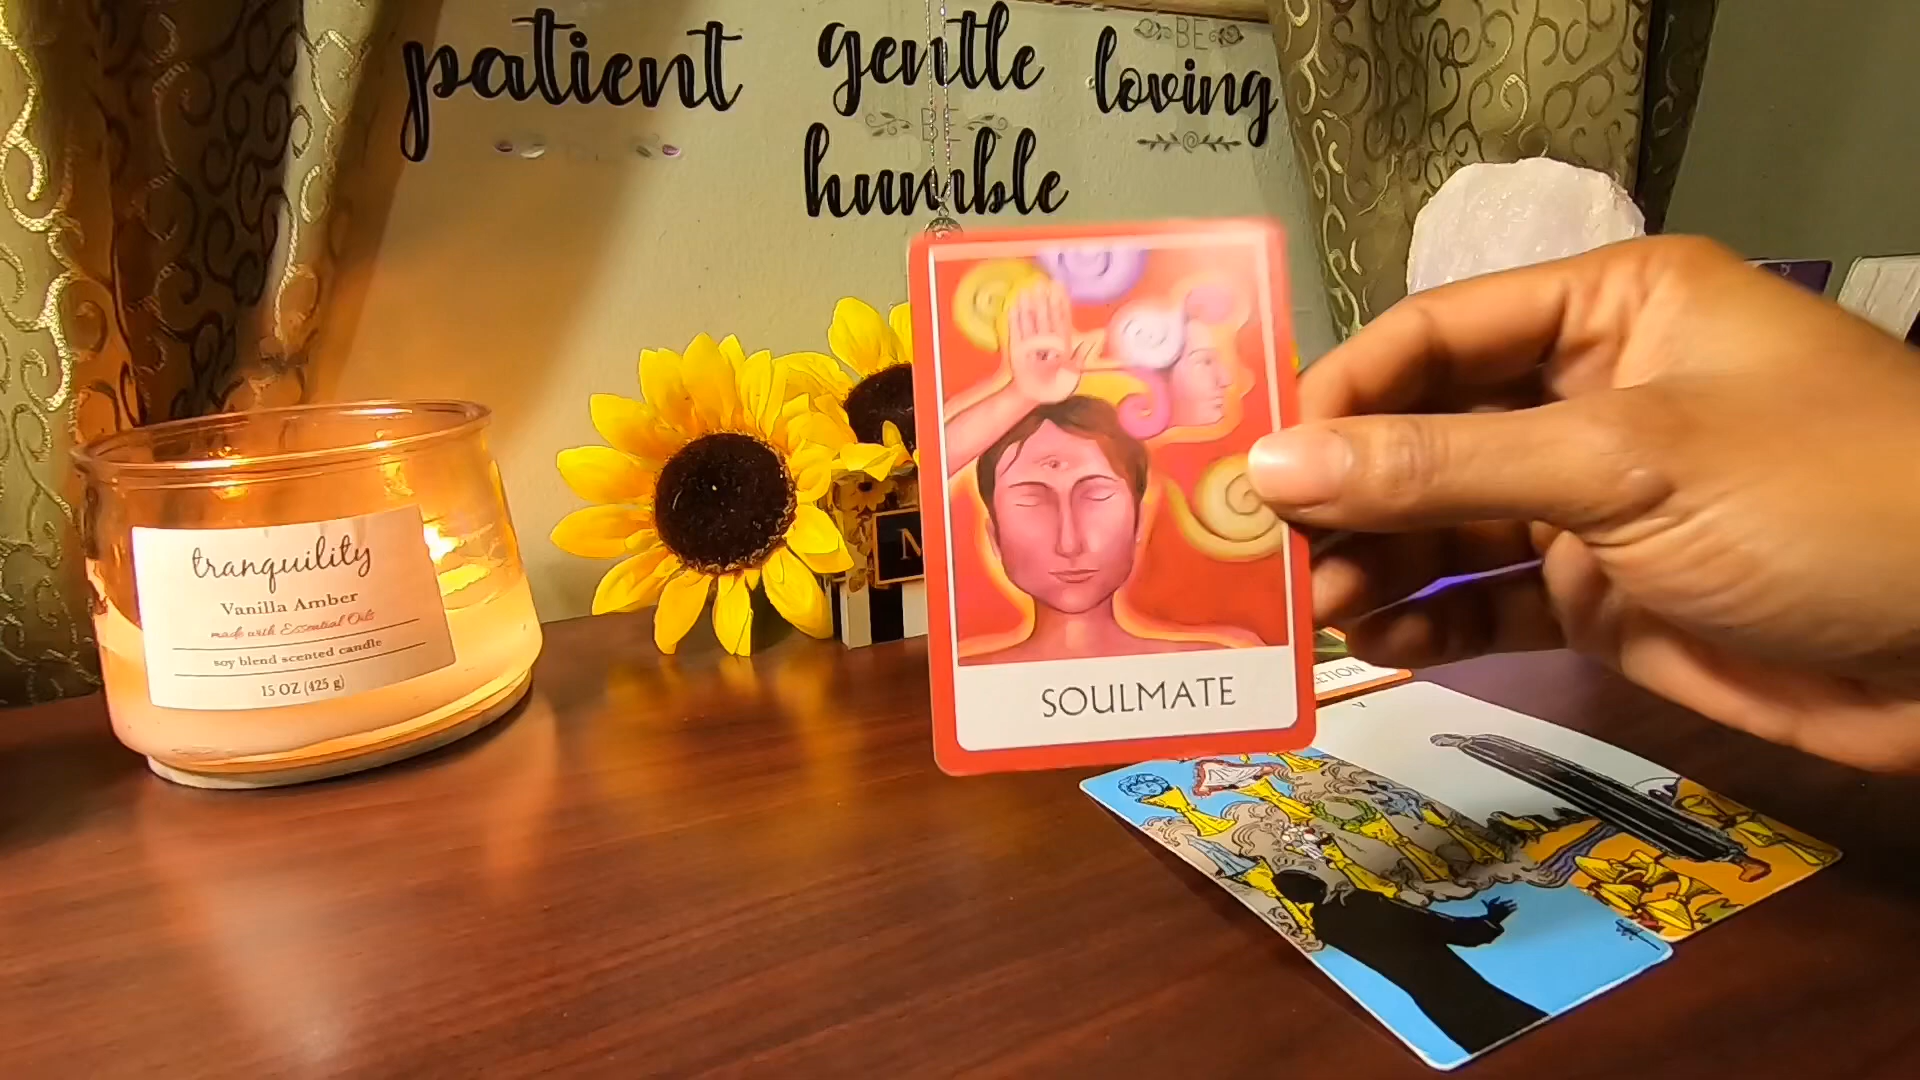 patient gentle loving
BE
BE
humble
tranquility
Vanilla Amber
made with Essential Oils
soy blend scented candle
15 OZ (425 g)
M
SOULMATE
ETION
V